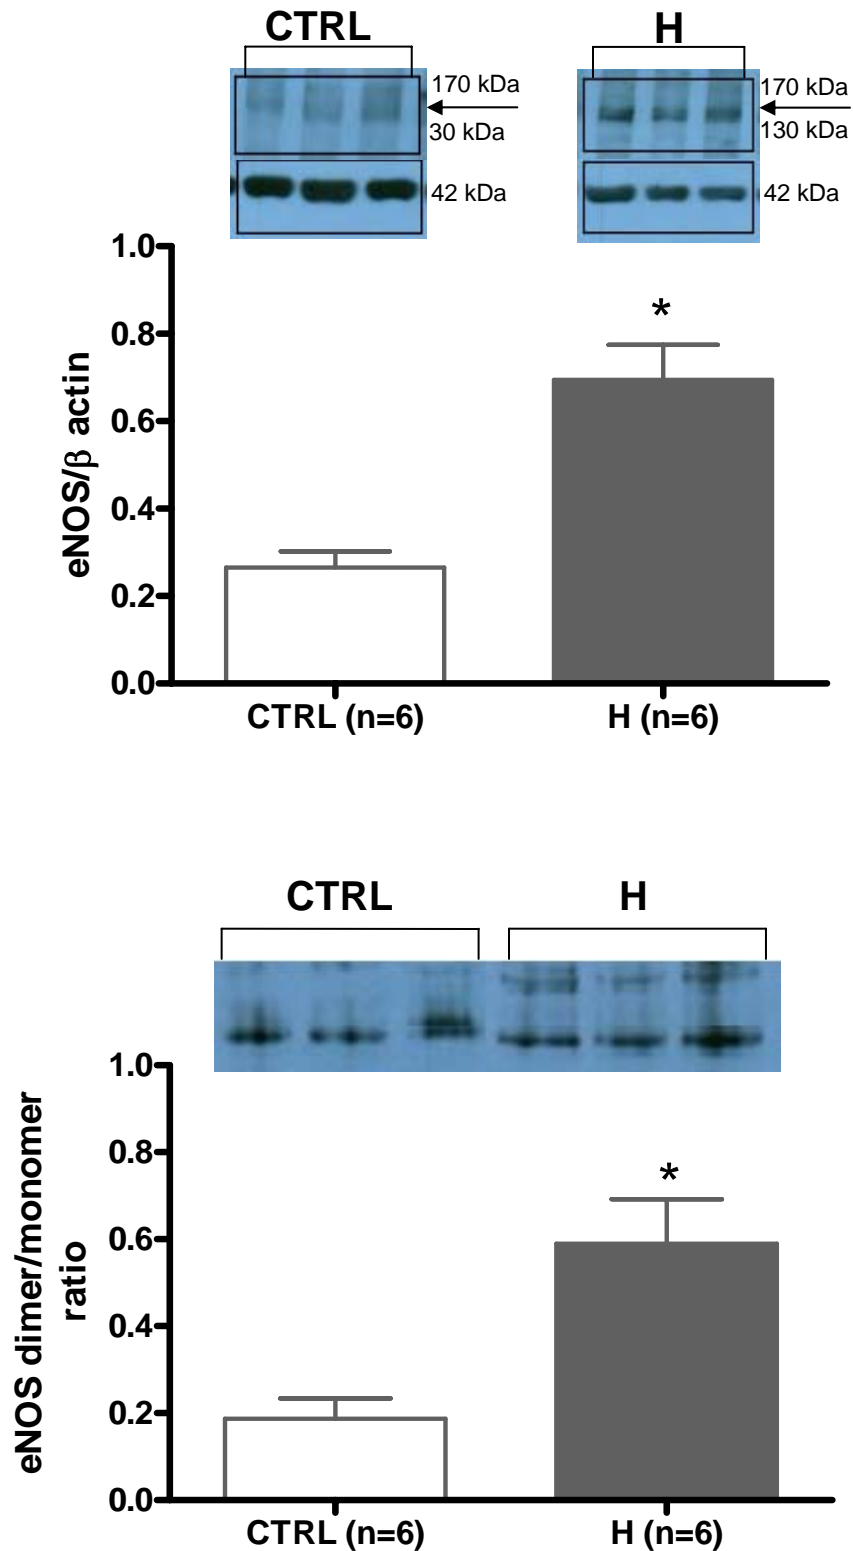 CTRL H
170 kDa 170 kDa
30 kDa 130 kDa
42 kDa 42 kDa
1.0
*
0.8
0.6
0.4
0.2
0.0
eNOS/β actin
CTRL (n=6) H (n=6)
CTRL H
1.0
0.8
*
0.6
0.4
0.2
0.0
eNOS dimer/monomer
ratio
CTRL (n=6) H (n=6)